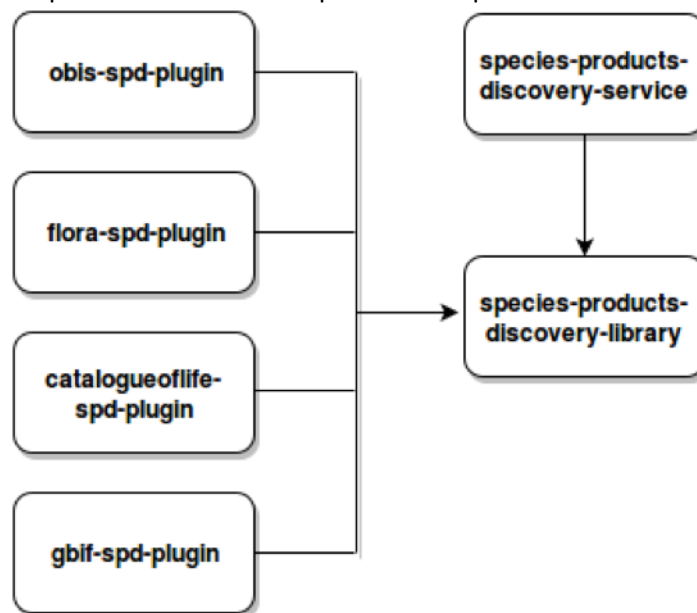 obis-spd-plugin
species-products-
discovery-service
flora-spd-plugin
species-products-
discovery-library
catalogueoflife-
spd-plugin
gbif-spd-plugin